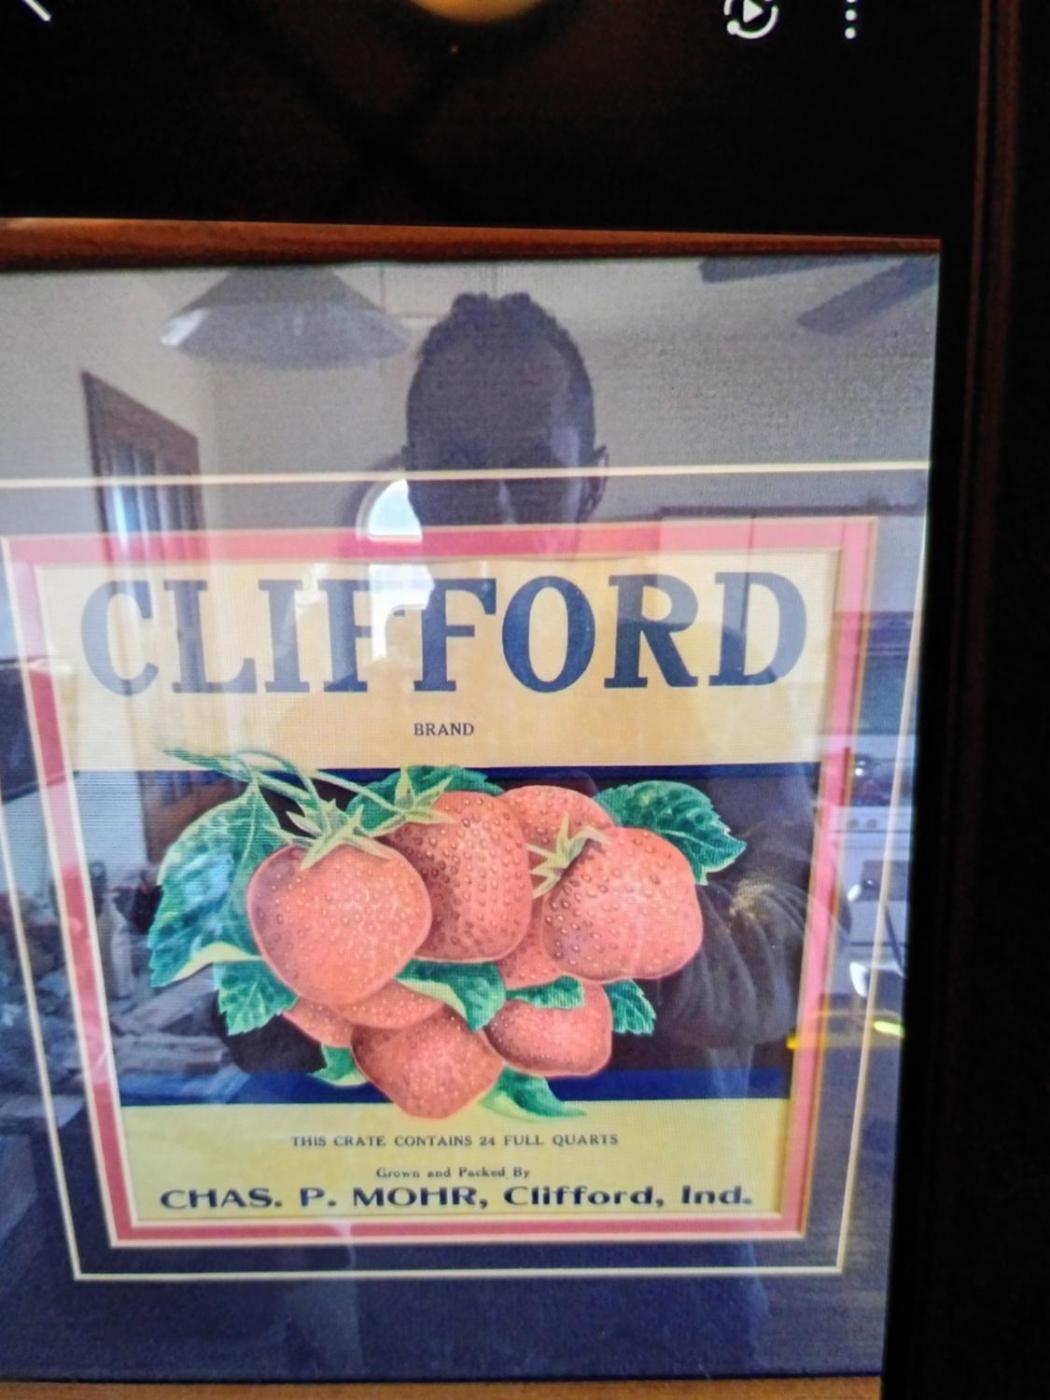 CLIFFORD
BRAND
THIS CRATE CONTAINS 24 FULL QUARTS
Grown and Packed By
CHAS. P. MOHR, Clifford, Ind.